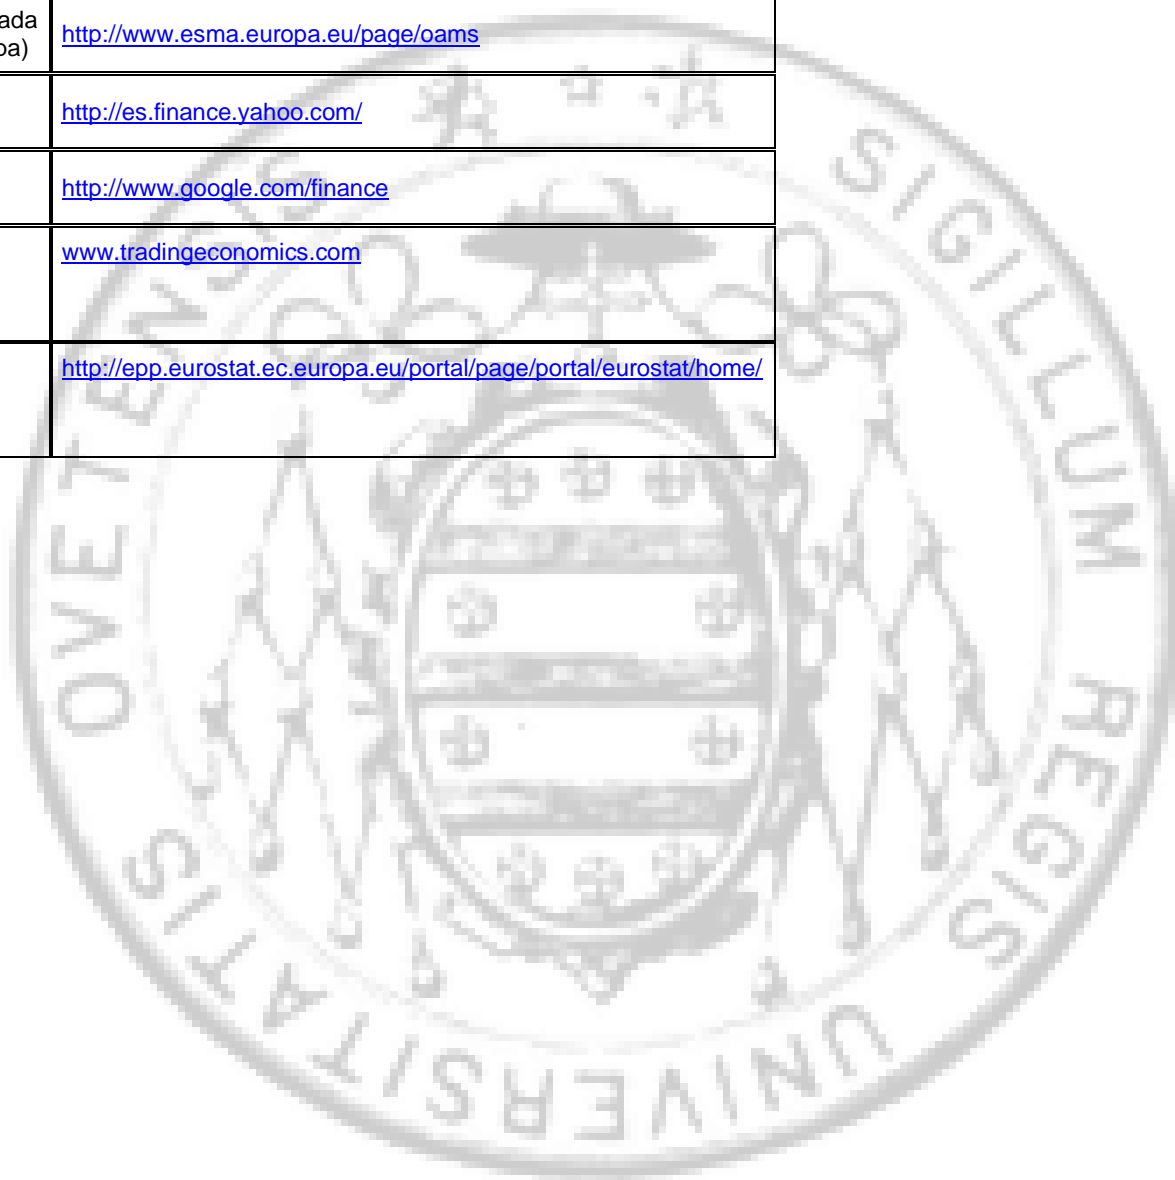 ada http://www.esma.europa.eu/page/oams
pa)
http://es.finance.yahoo.com/
http://www.google.com/finance
www.tradingeconomics.com
http://epp.eurostat.ec.europa.eu/portal/page/portal/eurostat/home/
SIGILLUM REGIS UNIVERSITATIS OVETENSIS